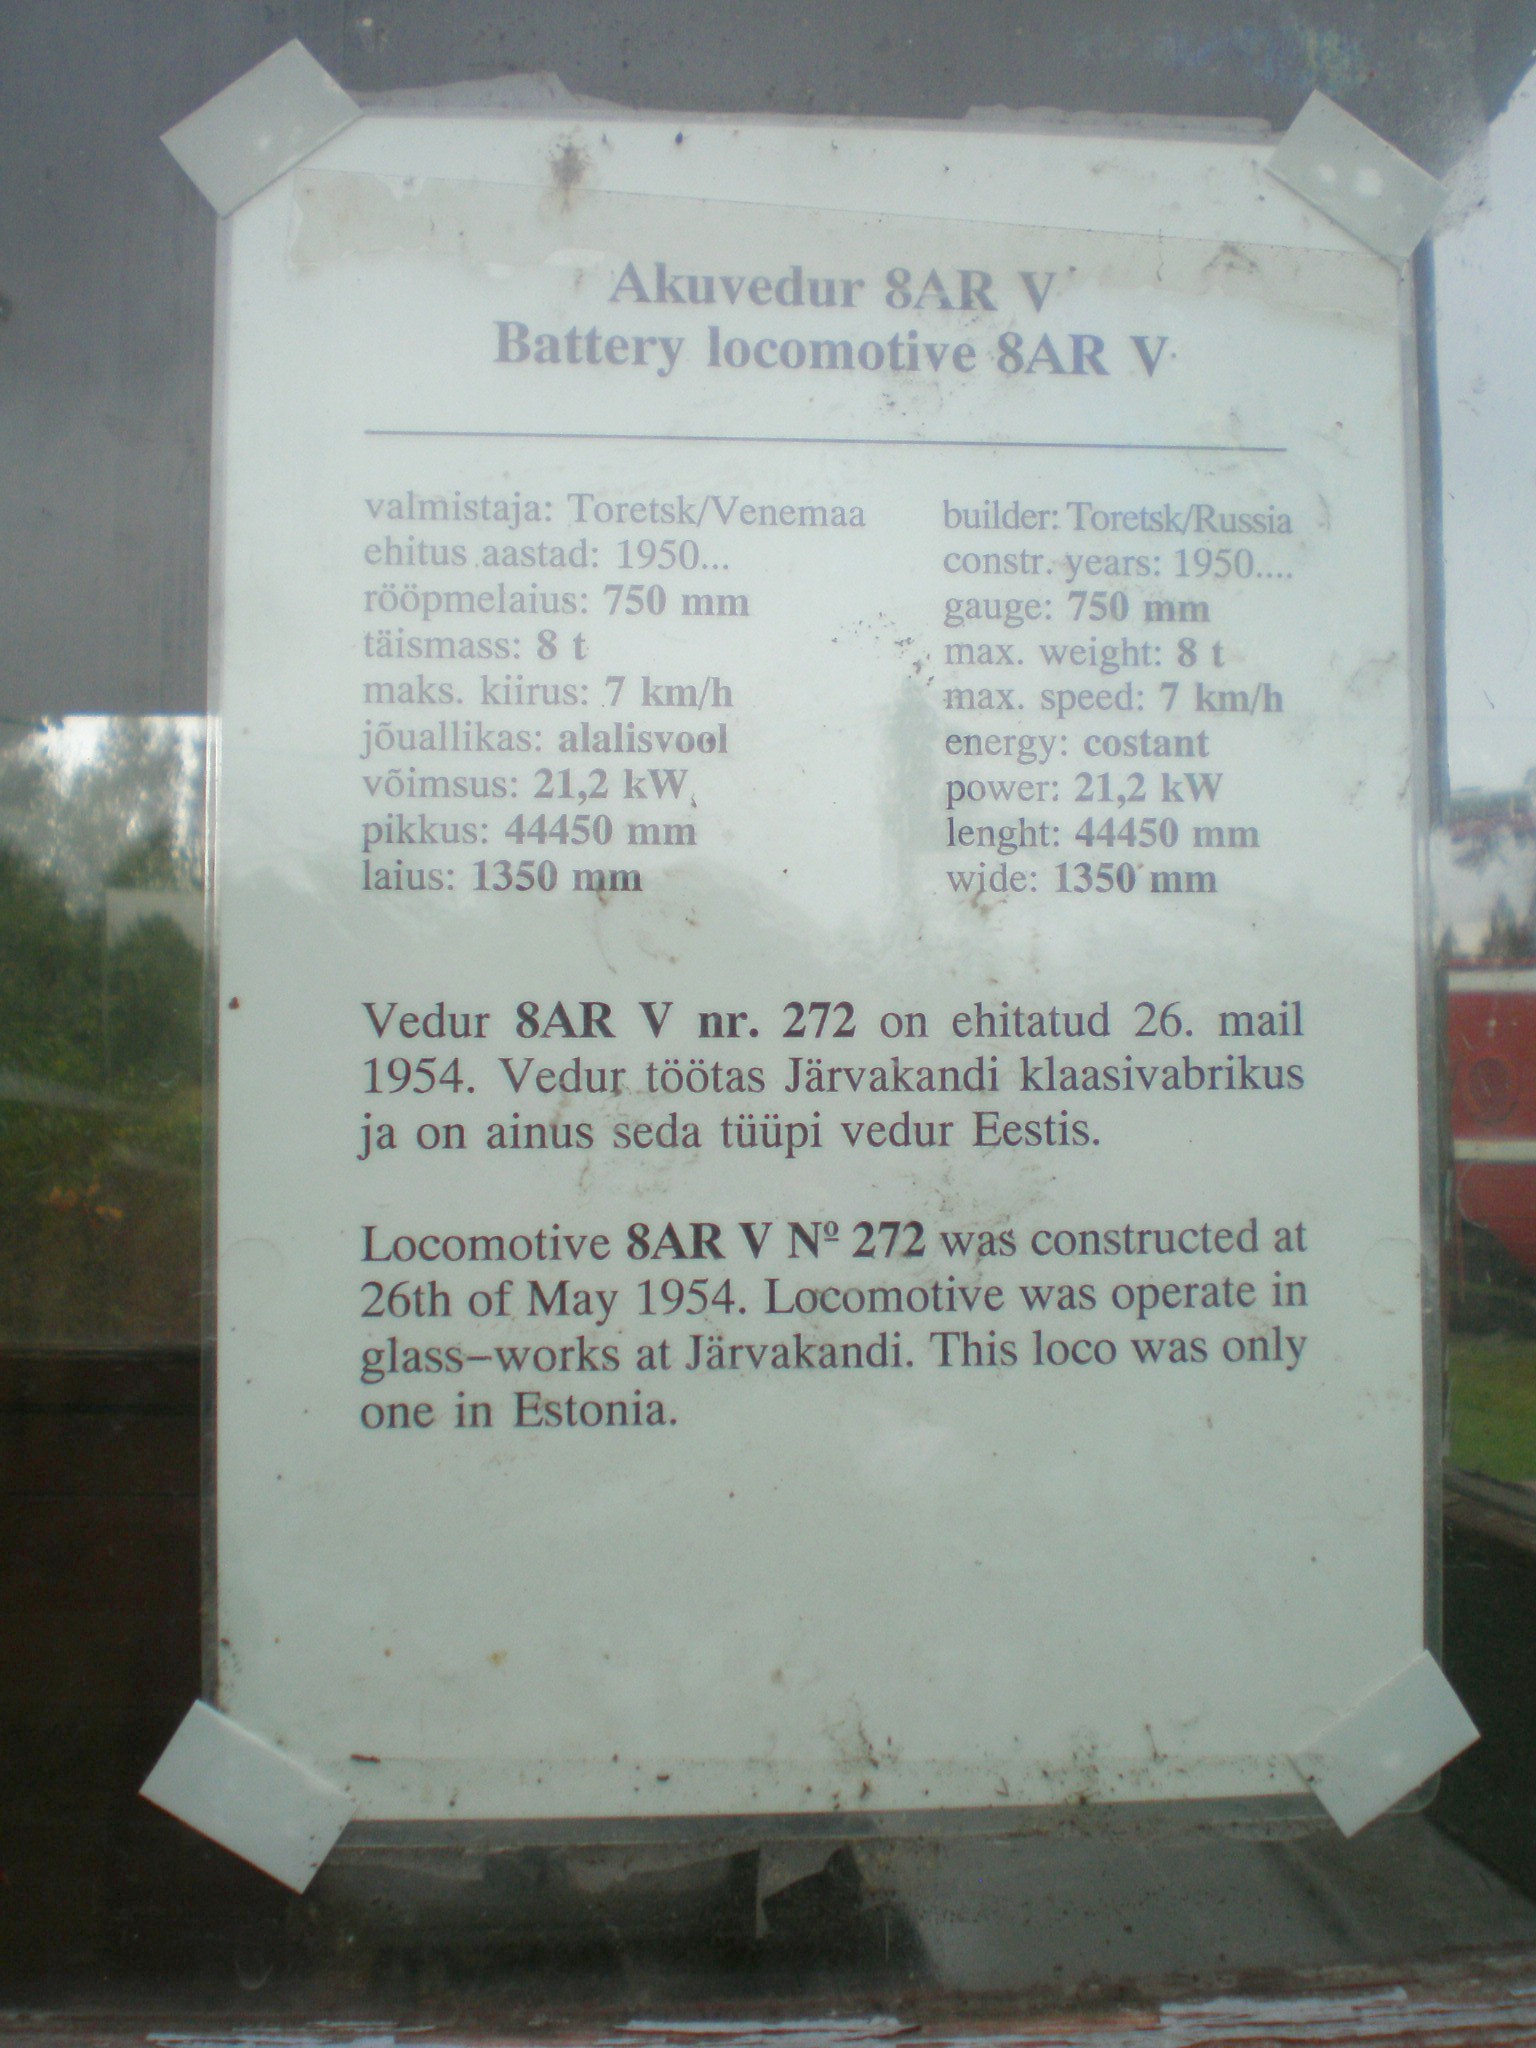 Akuvedur 8AR V
Battery locomotive 8AR V
valmistaja: Toretsk/Venemaa
ehitus aastad: 1950...
rööpmelaius: 750 mm
täismass: 8 t
maks. kiirus: 7 km/h
jõuallikas: alalisvool
võimsus: 21,2 kW
pikkus: 44450 mm
laius: 1350 mm
builder: Toretsk/Russia
constr. years: 1950....
gauge: 750 mm
max. weight: 8 t
max. speed: 7 km/h
energy: costant
power: 21,2 kW
lenght: 44450 mm
wide: 1350 mm
Vedur 8AR V nr. 272 on ehitatud 26. mail
1954. Vedur töötas Järvakandi klaasivabrikus
ja on ainus seda tüüpi vedur Eestis.
Locomotive 8AR V Nº 272 was constructed at
26th of May 1954. Locomotive was operate in
glass–works at Järvakandi. This loco was only
one in Estonia.